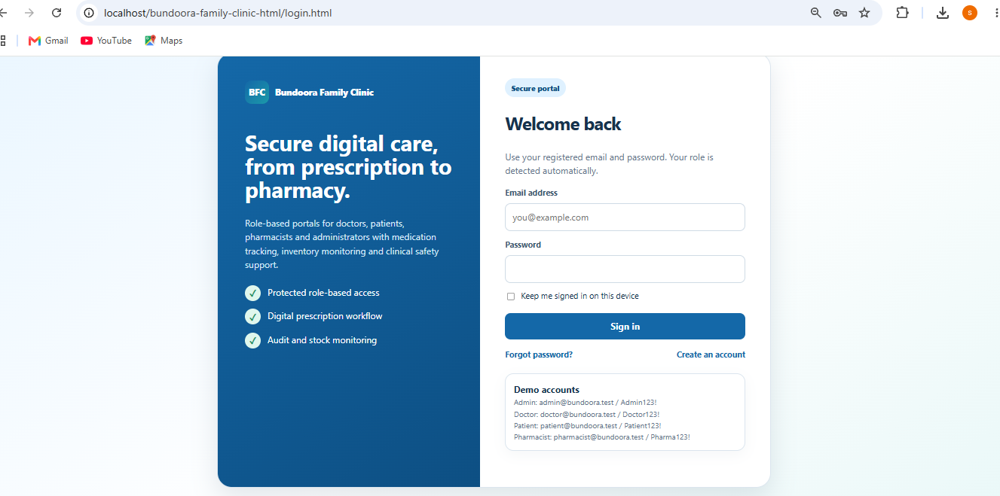 localhost/bundoora-family-clinic-html/login.html
S
Gmail
YouTube
Maps
BFC
Bundoora Family Clinic
Secure digital care,
from prescription to
pharmacy.
Role-based portals for doctors, patients,
pharmacists and administrators with medication
tracking, inventory monitoring and clinical safety
support.
✓ Protected role-based access
✓ Digital prescription workflow
✓ Audit and stock monitoring
Secure portal
Welcome back
Use your registered email and password. Your role is
detected automatically.
Email address
you@example.com
Password
Keep me signed in on this device
Sign in
Forgot password?
Create an account
Demo accounts
Admin: admin@bundoora.test / Admin123!
Doctor: doctor@bundoora.test / Doctor123!
Patient: patient@bundoora.test / Patient123!
Pharmacist: pharmacist@bundoora.test / Pharma123!